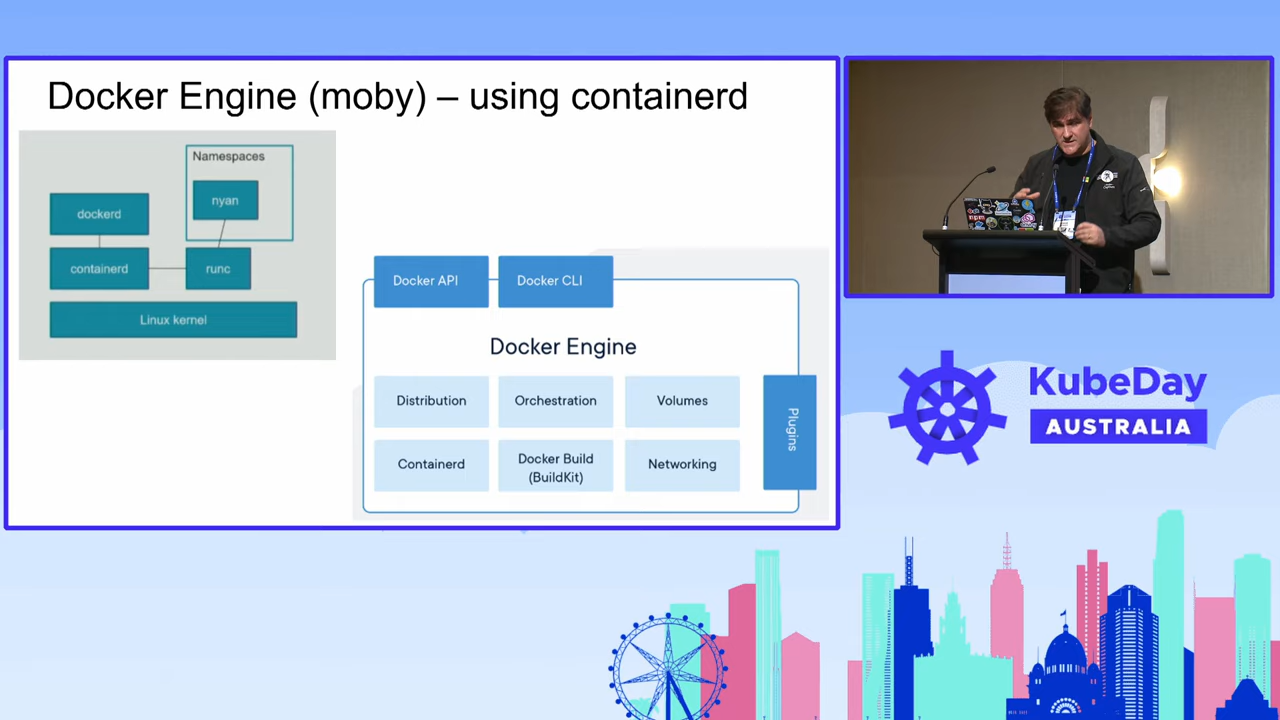 Docker Engine (moby) – using containerd
Namespaces
nyan
dockerd
containerd
runc
Linux kernel
Docker API
Docker CLI
Docker Engine
Distribution
Orchestration
Volumes
Containerd
Docker Build
(BuildKit)
Networking
Plugins
npm
KubeDay
AUSTRALIA